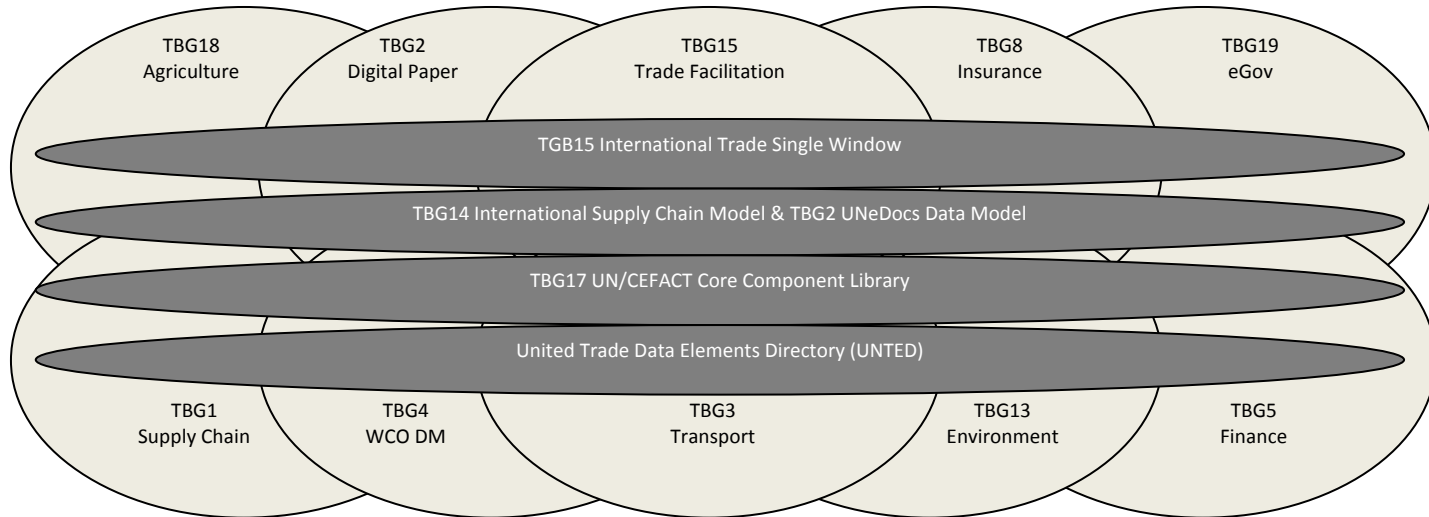 TBG18
Agriculture
TBG2
Digital Paper
TBG15
Trade Facilitation
TBG8
Insurance
TBG19
eGov
TGB15 International Trade Single Window
TBG14 International Supply Chain Model & TBG2 UNeDocs Data Model
TBG17 UN/CEFACT Core Component Library
United Trade Data Elements Directory (UNTED)
TBG1
Supply Chain
TBG4
WCO DM
TBG3
Transport
TBG13
Environment
TBG5
Finance